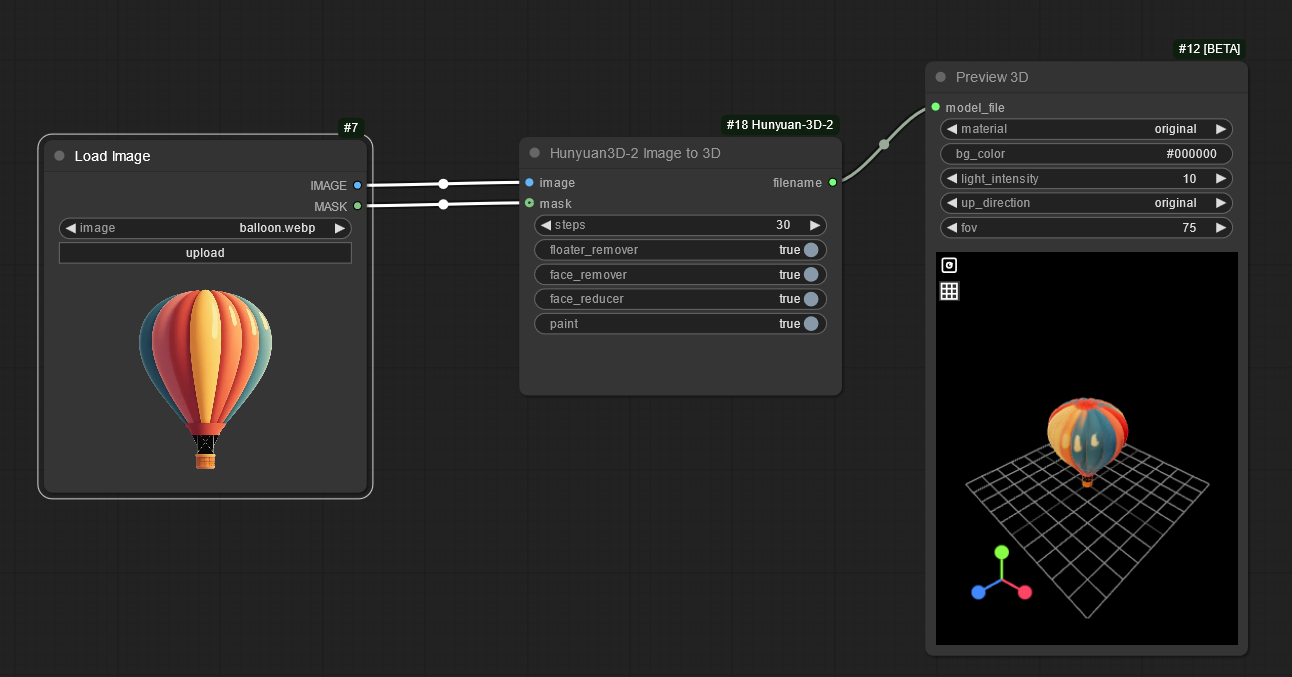 #7
Load Image
IMAGE
MASK
image balloon.webp
upload
#18 Hunyuan-3D-2
Hunyuan3D-2 Image to 3D
image filename
mask
steps 30
floater_remover true
face_remover true
face_reducer true
paint true
#12 [BETA]
Preview 3D
model_file
material original
bg_color #000000
light_intensity 10
up_direction original
fov 75